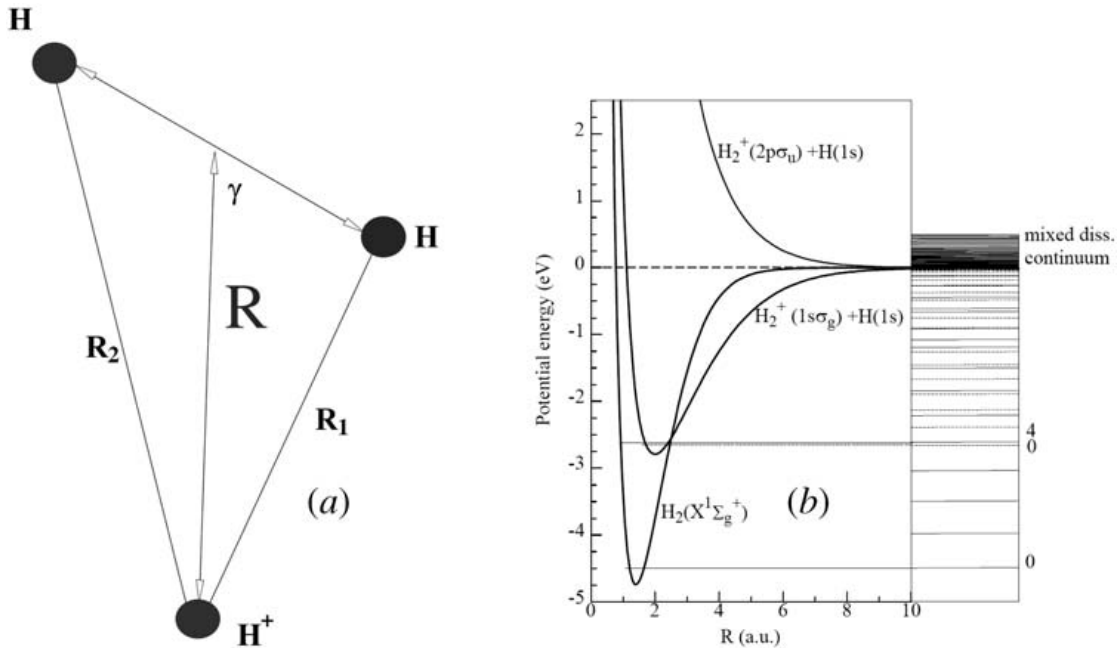 H
H
γ
R
R₂
R₁
(a)
H⁺
2
1
0
-1
-2
-3
-4
-5
Potential energy (eV)
0
2
4
6
8
10
R (a.u.)
H₂⁺(2pσᵤ) +H(1s)
H₂⁺ (1sσg) +H(1s)
H₂(X¹Σg⁺)
(b)
mixed diss.
continuum
4
0
0